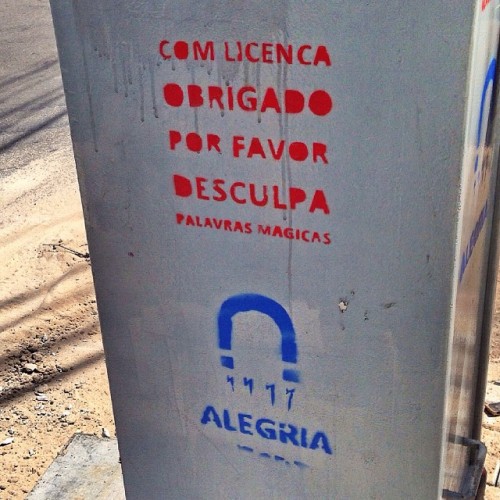 COM LICENCA
OBRIGADO
POR FAVOR
DESCULPA
PALAVRAS MAGICAS
ALEGRIA